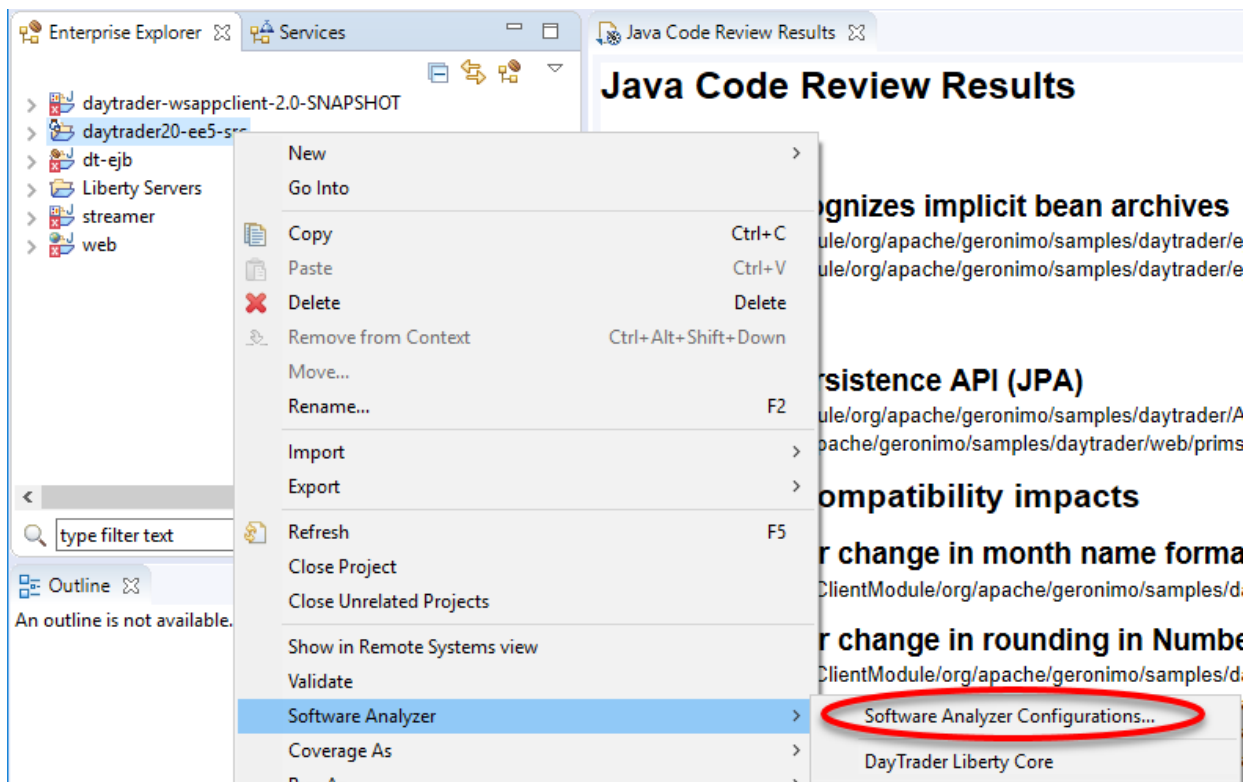 Enterprise Explorer
Services
daytrader-wsappclient-2.0-SNAPSHOT
daytrader20-ee5-src
dt-ejb
Liberty Servers
streamer
web
type filter text
Outline
An outline is not available.
New
Go Into
Copy Ctrl+C
Paste Ctrl+V
Delete Delete
Remove from Context Ctrl+Alt+Shift+Down
Move...
Rename... F2
Import
Export
Refresh F5
Close Project
Close Unrelated Projects
Show in Remote Systems view
Validate
Software Analyzer
Coverage As
Software Analyzer Configurations...
DayTrader Liberty Core
Java Code Review Results
Java Code Review Results
ognizes implicit bean archives
ule/org/apache/geronimo/samples/daytrader/e
ule/org/apache/geronimo/samples/daytrader/e
rsistence API (JPA)
ule/org/apache/geronimo/samples/daytrader/A
pache/geronimo/samples/daytrader/web/prims
ompatibility impacts
r change in month name forma
ClientModule/org/apache/geronimo/samples/da
r change in rounding in Numbe
ClientModule/org/apache/geronimo/samples/da